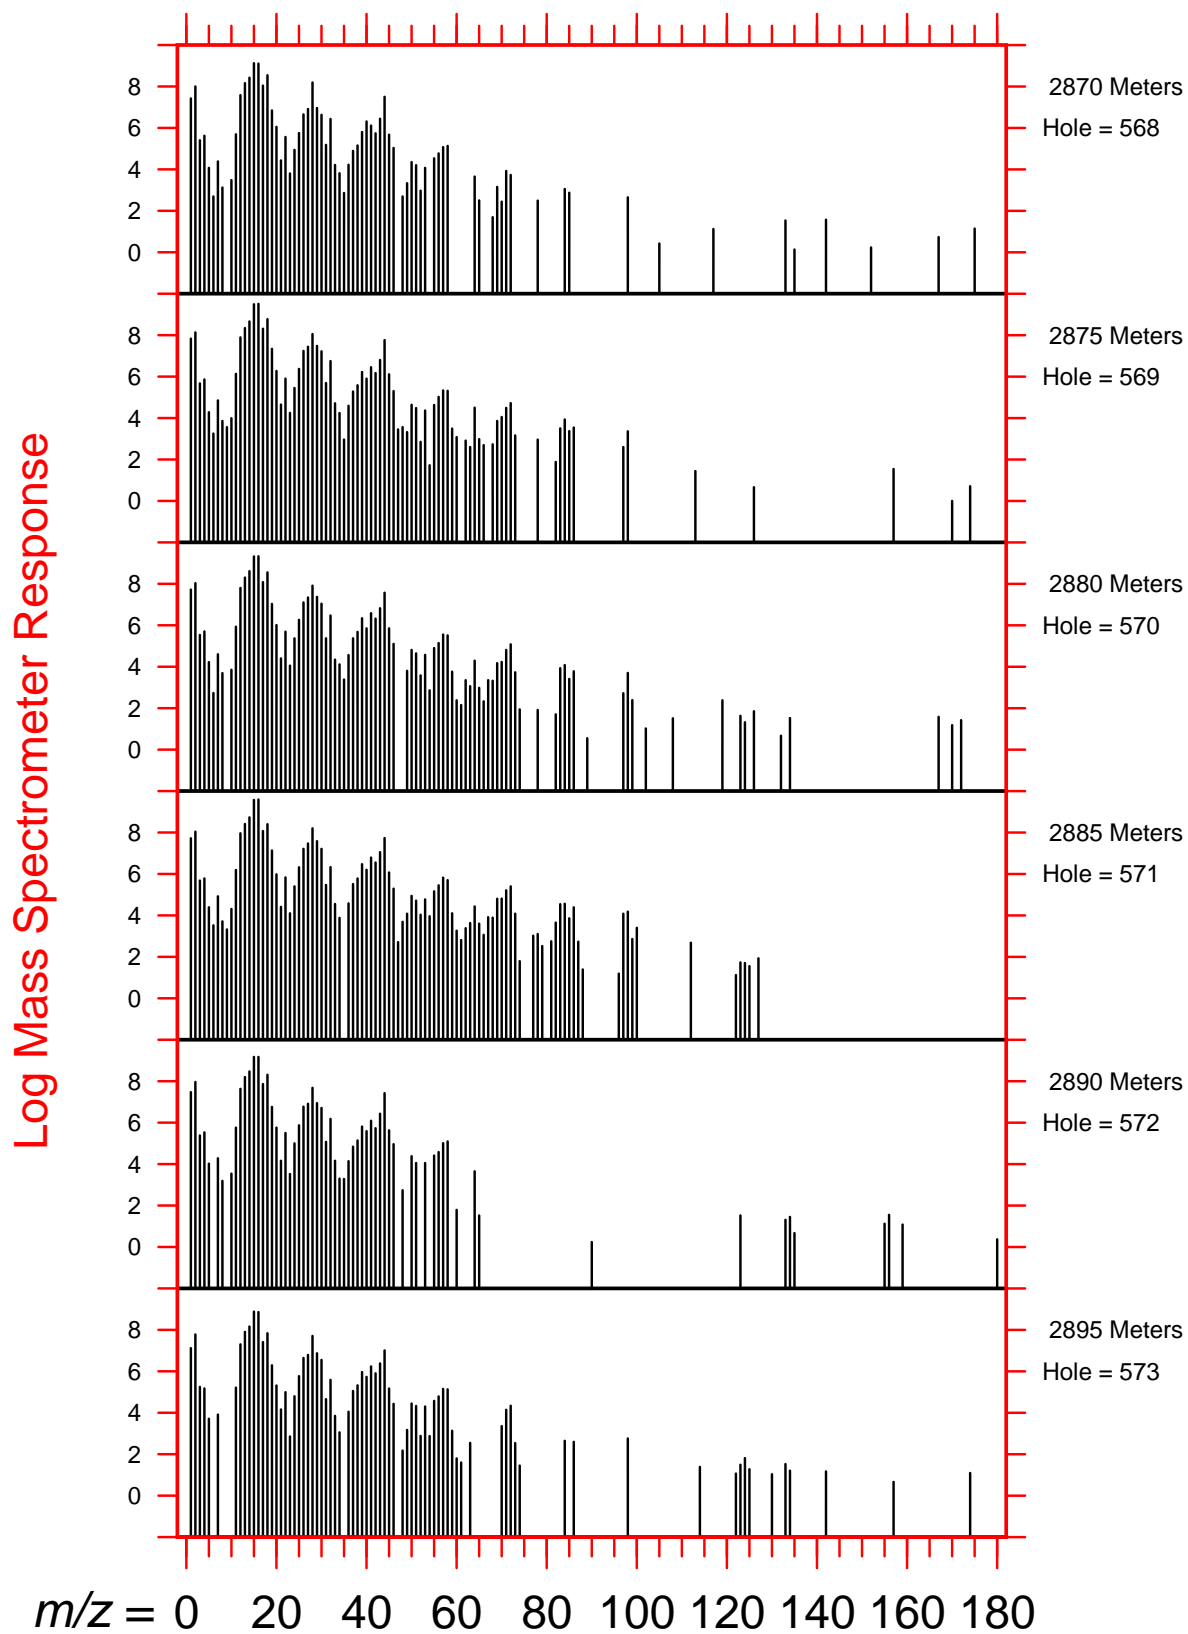 Log Mass Spectrometer Response
8
6
4
2
0
2870 Meters
Hole = 568
8
6
4
2
0
2875 Meters
Hole = 569
8
6
4
2
0
2880 Meters
Hole = 570
8
6
4
2
0
2885 Meters
Hole = 571
8
6
4
2
0
2890 Meters
Hole = 572
8
6
4
2
0
2895 Meters
Hole = 573
m/z = 0 20 40 60 80 100 120 140 160 180